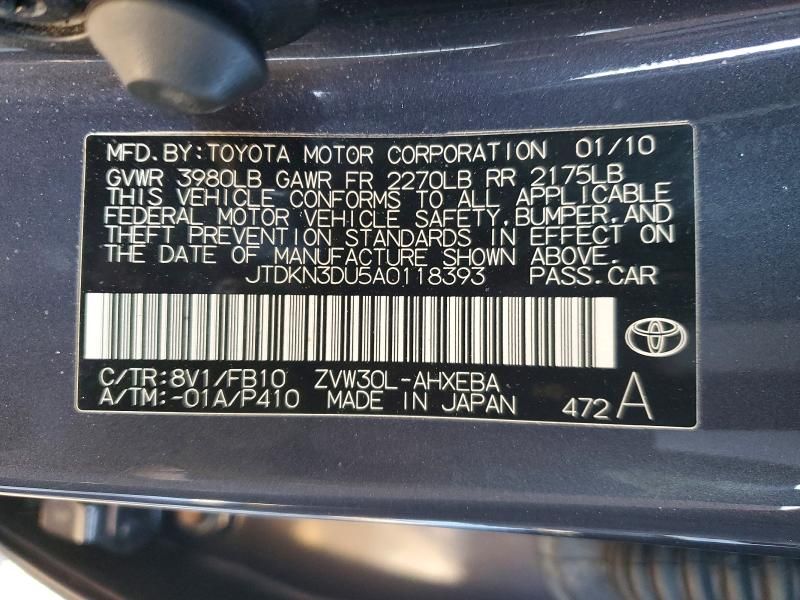 MFD.BY:TOYOTA MOTOR CORPORATION 01/10
GVWR 3980LB GAWR FR 2270LB RR 2175LB
THIS VEHICLE CONFORMS TO ALL APPLICABLE
FEDERAL MOTOR VEHICLE SAFETY,BUMPER,AND
THEFT PREVENTION STANDARDS IN EFFECT ON
THE DATE OF MANUFACTURE SHOWN ABOVE.
JTDKN3DU5A0118393 PASS.CAR
C/TR:8V1/FB10 ZVW30L-AHXEBA
A/TM:-01A/P410 MADE IN JAPAN 472 A